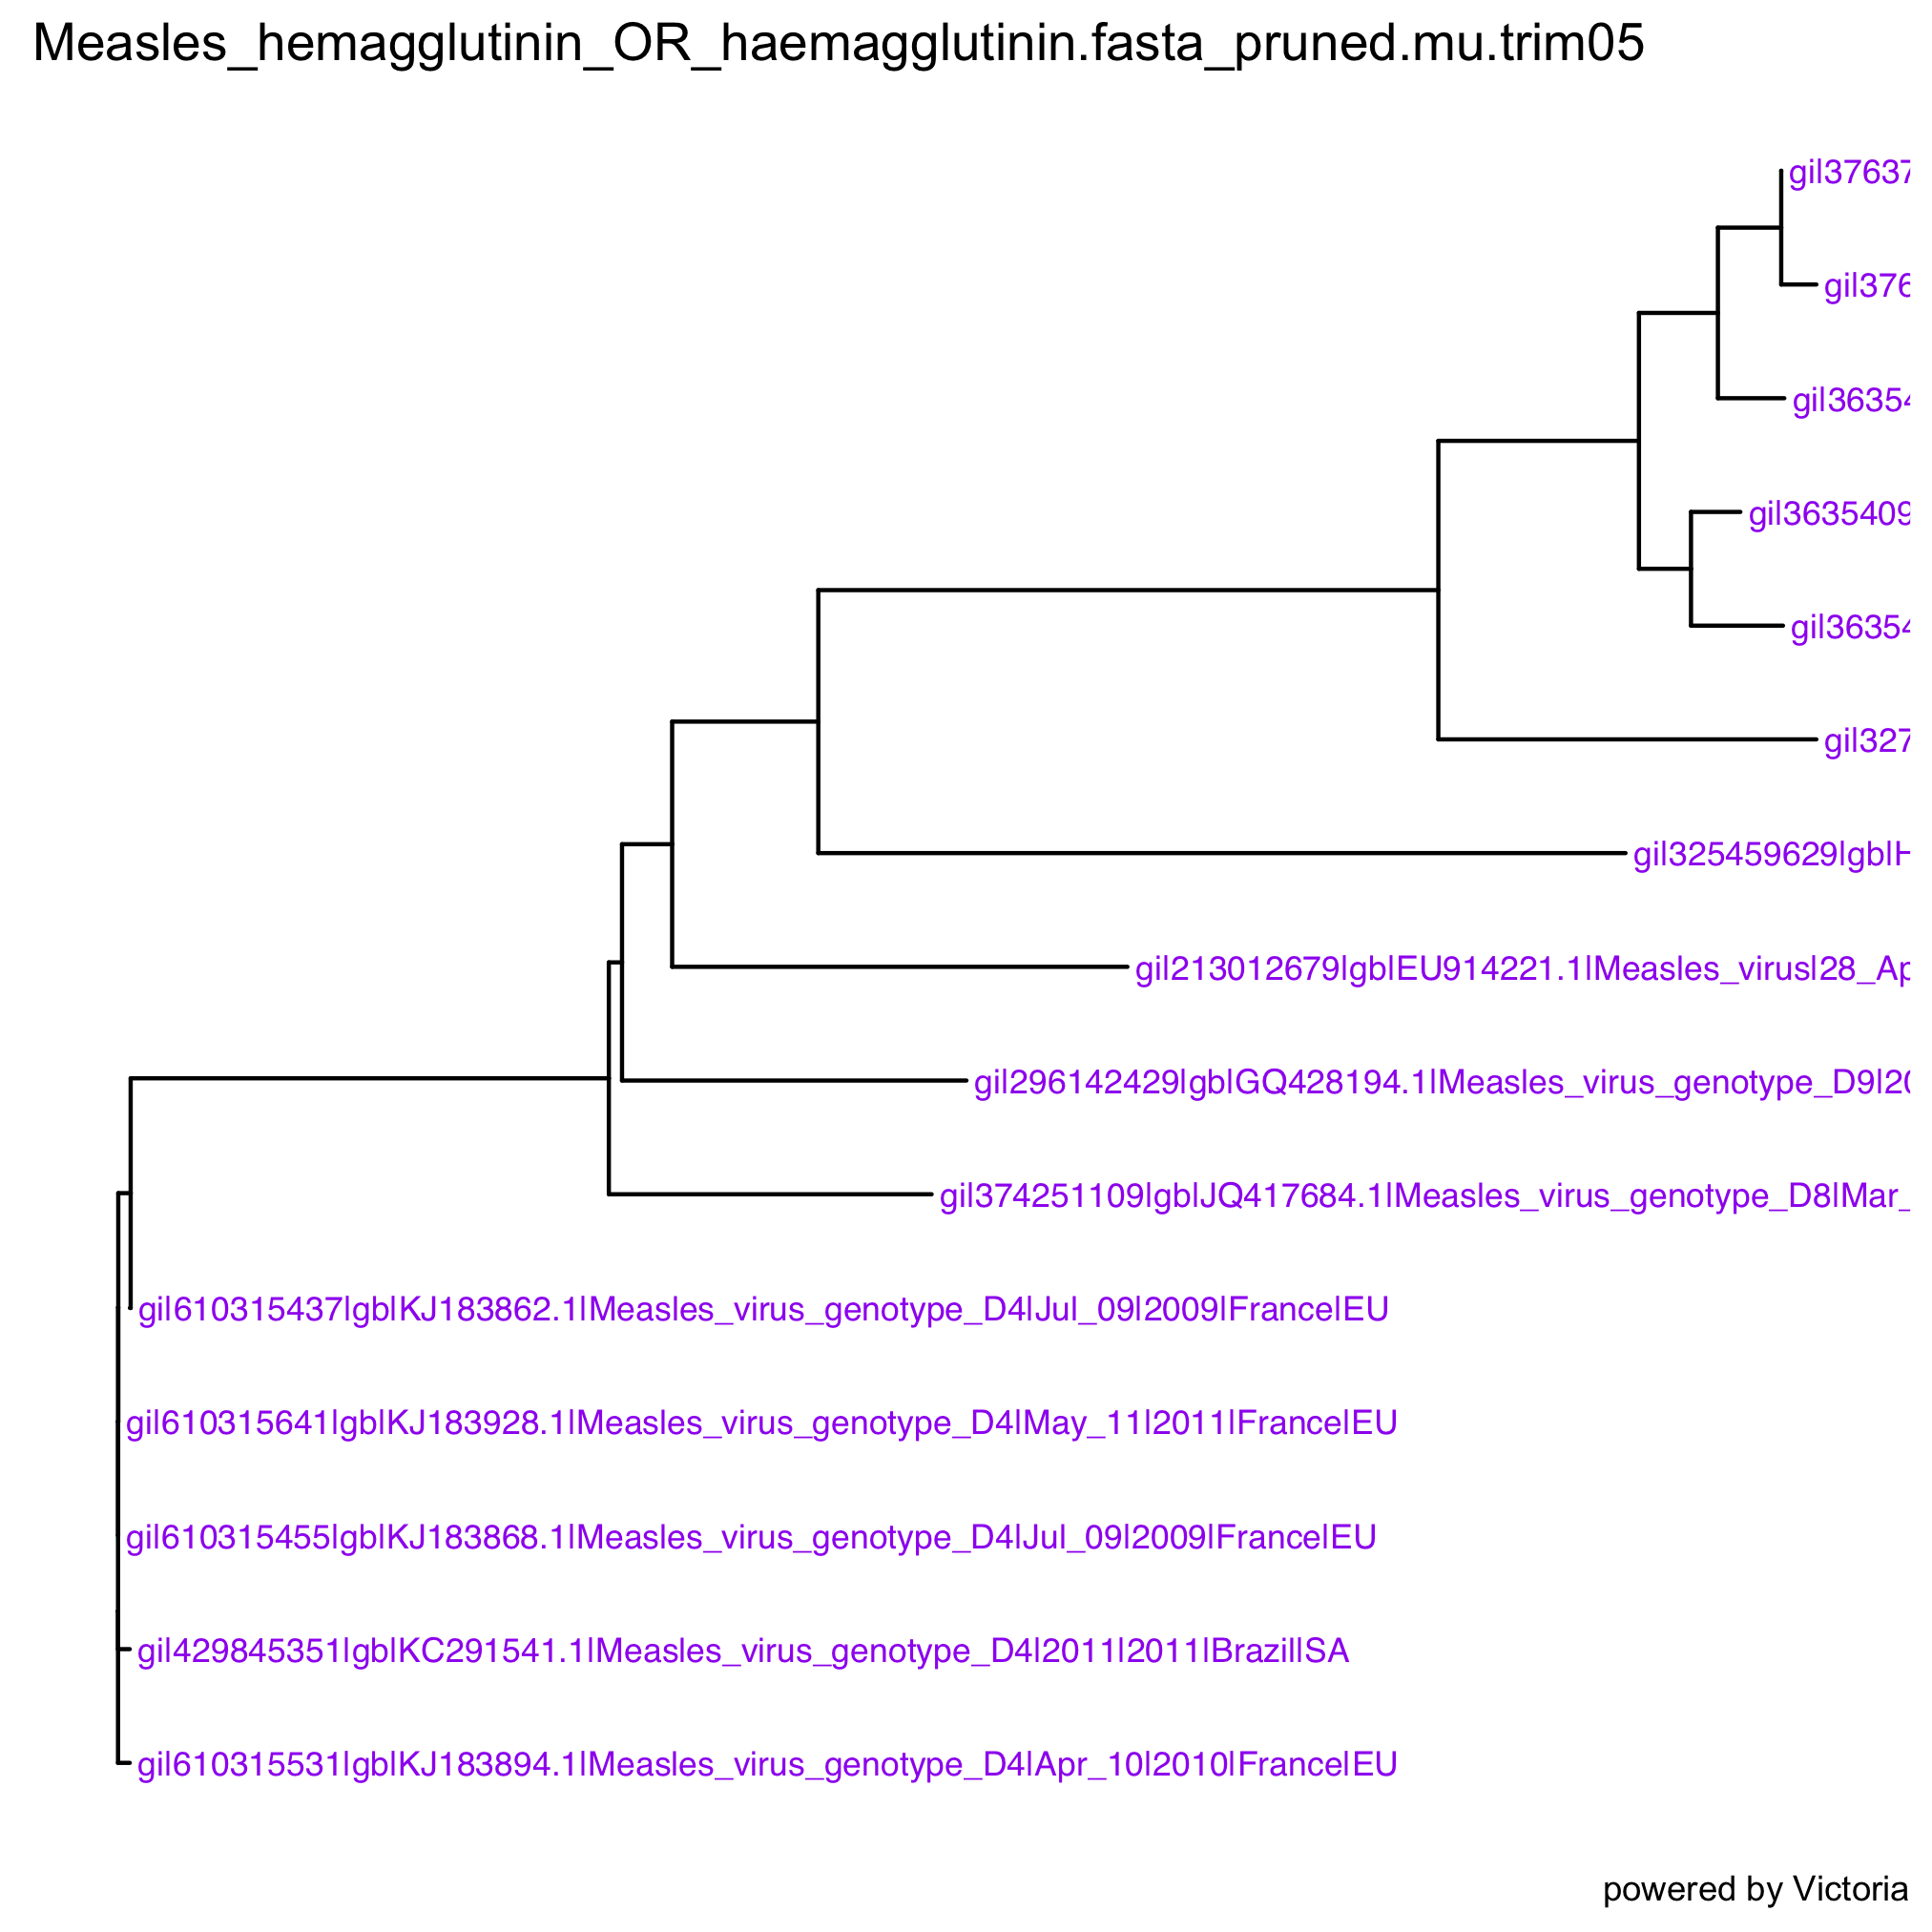 Measles_hemagglutinin_OR_haemagglutinin.fasta_pruned.mu.trim05
gi|37637
gi|376
gi|36354
gi|3635409
gi|36354
gi|327
gi|325459629|gb|H
gi|213012679|gb|EU914221.1|Measles_virus|28_Ap
gi|296142429|gb|GQ428194.1|Measles_virus_genotype_D9|20
gi|374251109|gb|JQ417684.1|Measles_virus_genotype_D8|Mar_
gi|610315437|gb|KJ183862.1|Measles_virus_genotype_D4|Jul_09|2009|France|EU
gi|610315641|gb|KJ183928.1|Measles_virus_genotype_D4|May_11|2011|France|EU
gi|610315455|gb|KJ183868.1|Measles_virus_genotype_D4|Jul_09|2009|France|EU
gi|429845351|gb|KC291541.1|Measles_virus_genotype_D4|2011|2011|Brazil|SA
gi|610315531|gb|KJ183894.1|Measles_virus_genotype_D4|Apr_10|2010|France|EU
powered by Victoria